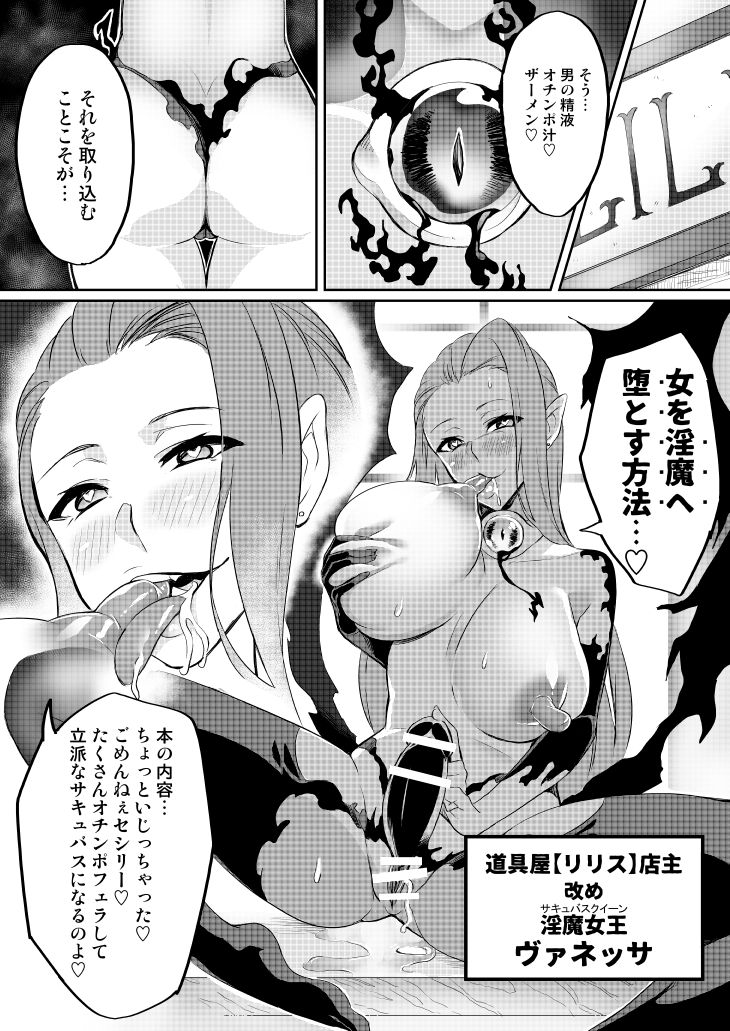 LIL
そう…
男の精液
オチンポ汁♡
ザーメン♡
それを取り込む
ことこそが…
女を淫魔へ
堕とす方法…♡
本の内容…
ちょっといじっちゃった♡
ごめんねぇセシリー♡
たくさんオチンポフェラして
立派なサキュバスになるのよ♡
道具屋【リリス】店主
改め
サキュバスクイーン
淫魔女王
ヴァネッサ